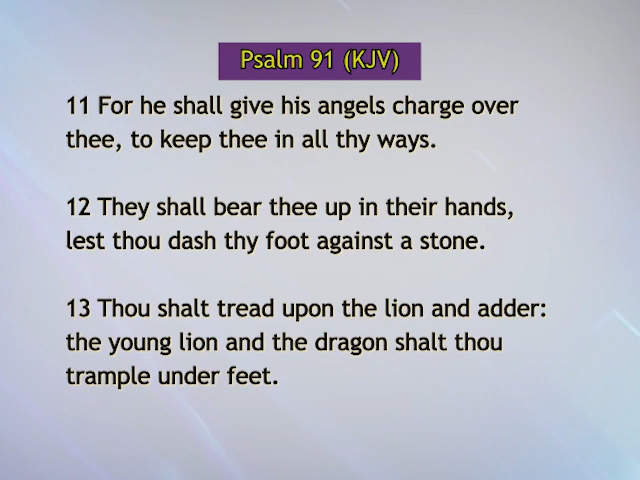 Psalm 91 (KJV)
11 For he shall give his angels charge over
thee, to keep thee in all thy ways.
12 They shall bear thee up in their hands,
lest thou dash thy foot against a stone.
13 Thou shalt tread upon the lion and adder:
the young lion and the dragon shalt thou
trample under feet.